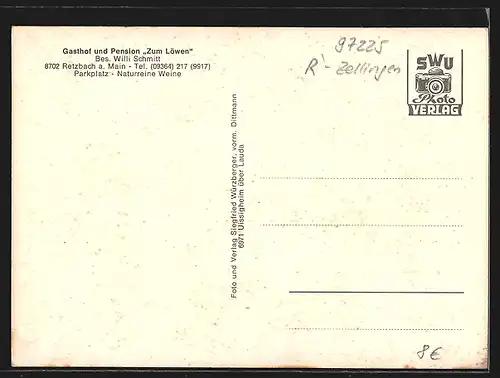 Gasthof und Pension „Zum Löwen"
Bes. Willi Schmitt
8702 Retzbach a. Main - Tel. (09364) 217 (9917)
Parkplatz - Naturreine Weine
97225
R'-Zellingen
SWU
Photo
VERLAG
Foto und Verlag Siegfried Würzberger, vorm. Dittmann
6971 Uissigheim über Lauda
8€